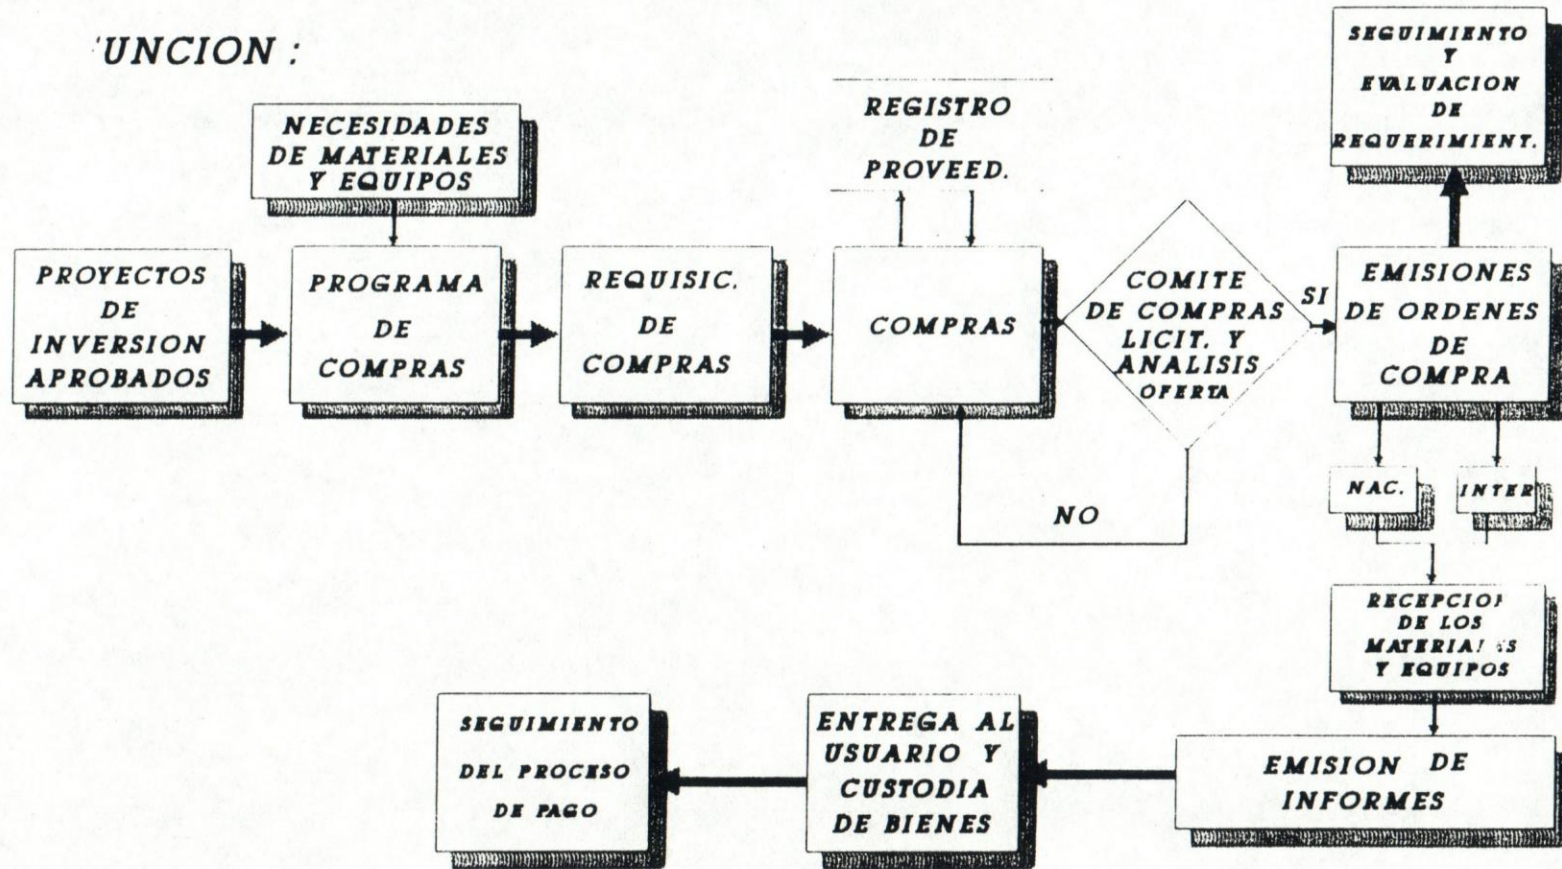 'UNCION :
NECESIDADES
DE MATERIALES
Y EQUIPOS
REGISTRO
DE
PROVEED.
SEGUIMIENTO
Y
EVALUACION
DE
REQUERIMIENT.
PROYECTOS
DE
INVERSION
APROBADOS
PROGRAMA
DE
COMPRAS
REQUISIC.
DE
COMPRAS
COMPRAS
COMITE
DE COMPRAS
LICIT. Y
ANALISIS
OFERTA
SI
NO
EMISIONES
DE ORDENES
DE
COMPRA
NAC.
INTER
RECEPCION
DE LOS
MATERIALES
Y EQUIPOS
EMISION DE
INFORMES
ENTREGA AL
USUARIO Y
CUSTODIA
DE BIENES
SEGUIMIENTO
DEL PROCESO
DE PAGO